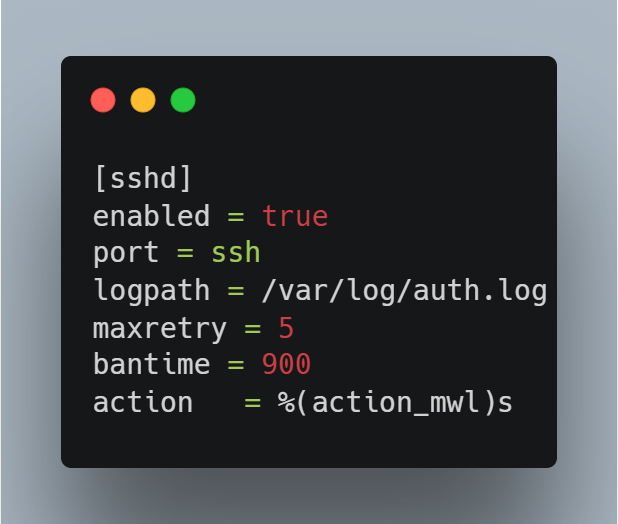 [sshd]
enabled = true
port = ssh
logpath = /var/log/auth.log
maxretry = 5
bantime = 900
action   = %(action_mwl)s